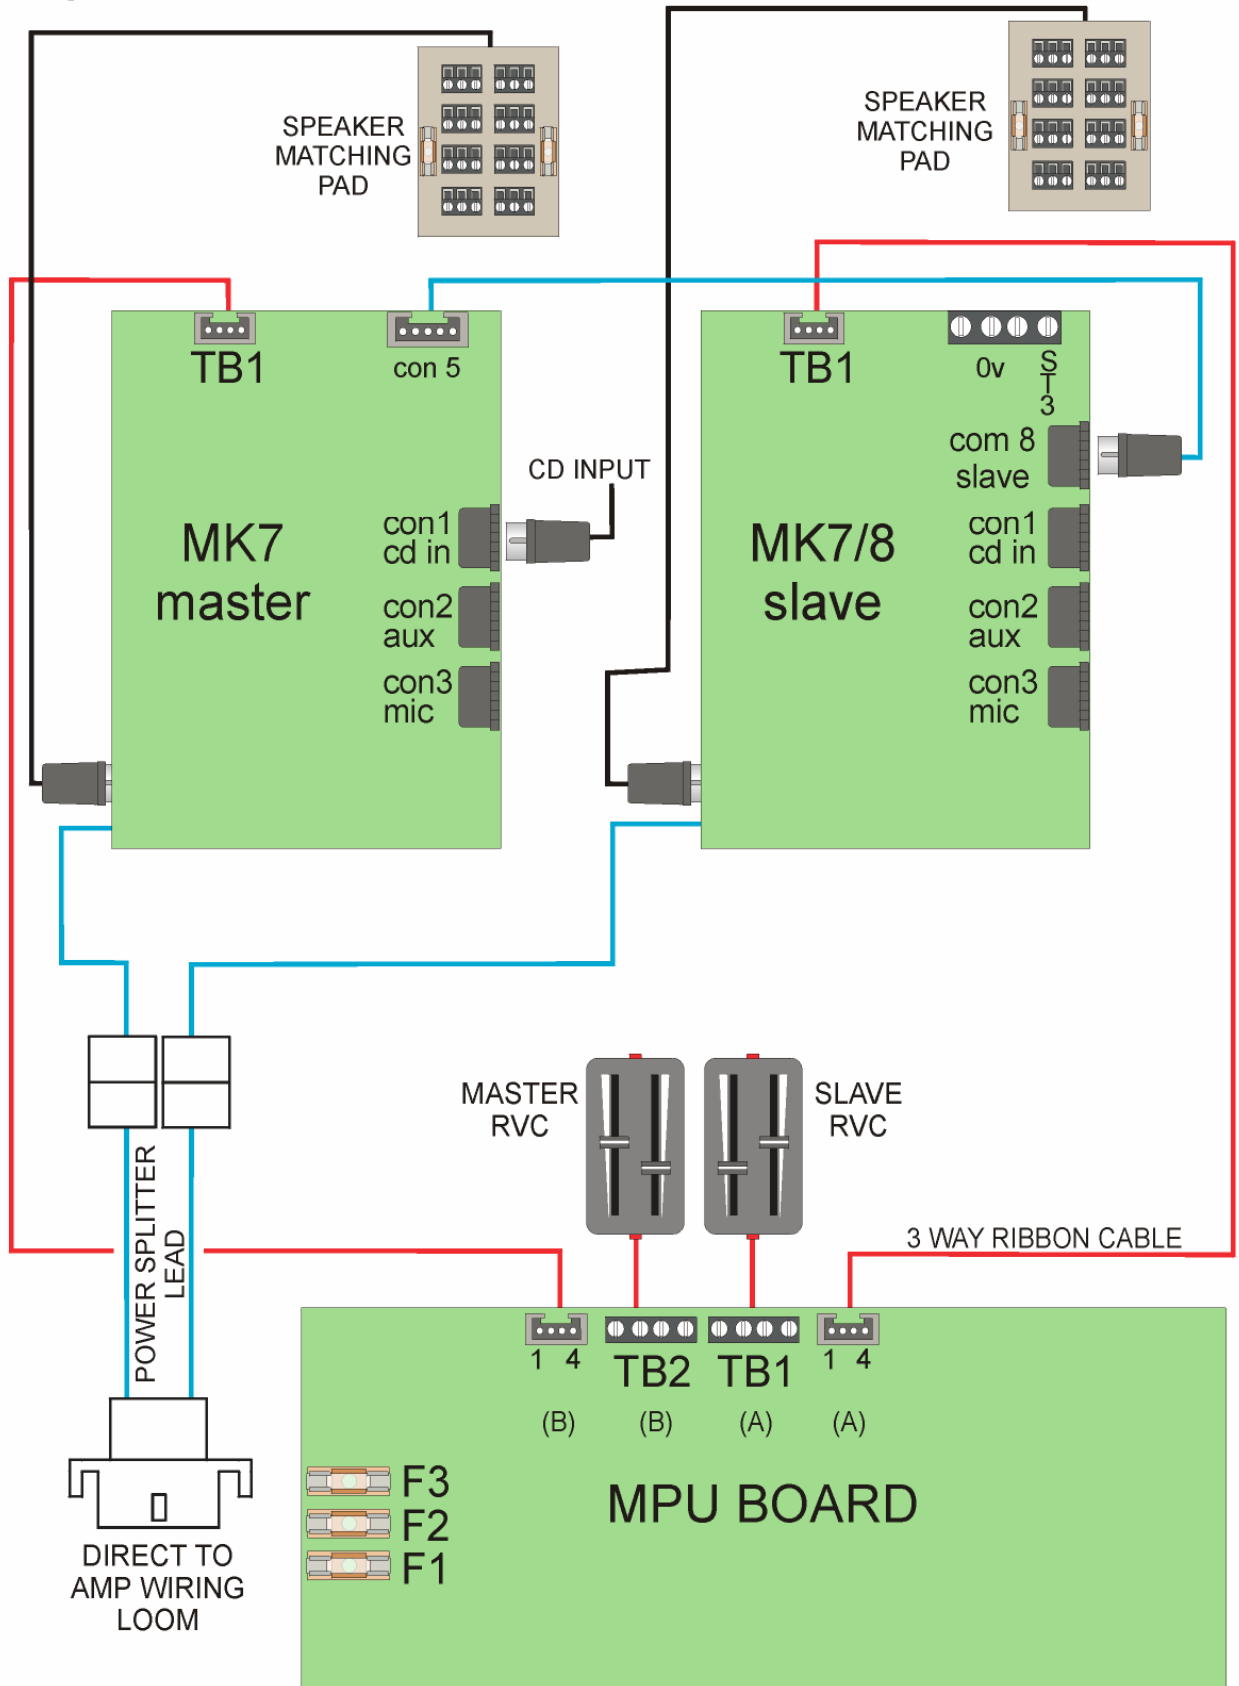 SPEAKER
MATCHING
PAD
SPEAKER
MATCHING
PAD
TB1
con 5
TB1
0v
S
T
3
com 8
slave
CD INPUT
con1
cd in
con1
cd in
MK7
master
MK7/8
slave
con2
aux
con2
aux
con3
mic
con3
mic
MASTER
RVC
SLAVE
RVC
POWER SPLITTER
LEAD
3 WAY RIBBON CABLE
1 4
TB2
TB1
1 4
(B)
(B)
(A)
(A)
F3
F2
F1
MPU BOARD
DIRECT TO
AMP WIRING
LOOM